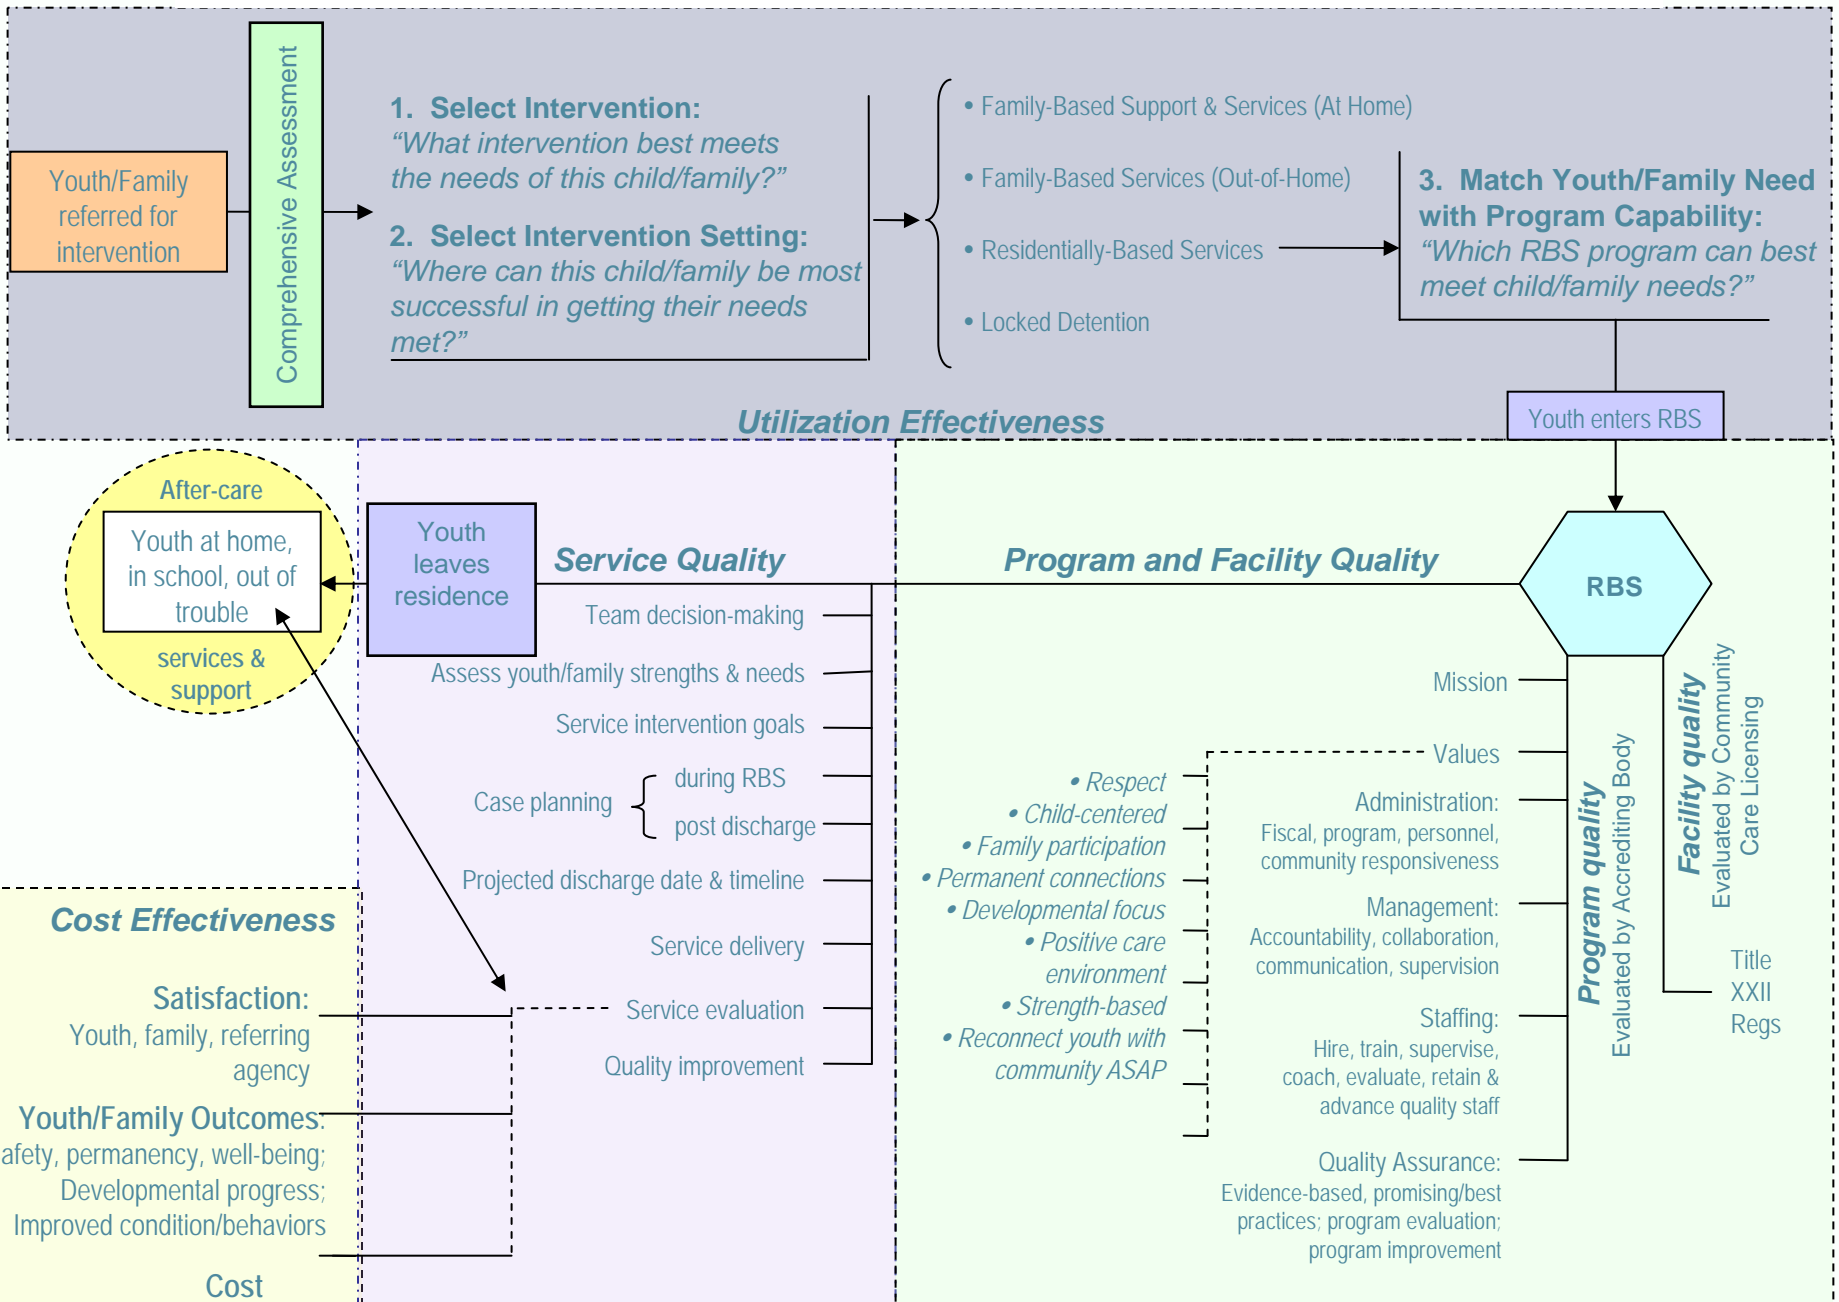 Youth/Family
referred for
intervention
Comprehensive Assessment
1. Select Intervention:
“What intervention best meets
the needs of this child/family?”
2. Select Intervention Setting:
“Where can this child/family be most
successful in getting their needs
met?”
• Family-Based Support & Services (At Home)
• Family-Based Services (Out-of-Home)
• Residentially-Based Services
• Locked Detention
3. Match Youth/Family Need
with Program Capability:
“Which RBS program can best
meet child/family needs?”
Utilization Effectiveness
Youth enters RBS
After-care
Youth at home,
in school, out of
trouble
services &
support
Youth
leaves
residence
Service Quality
Team decision-making
Assess youth/family strengths & needs
Service intervention goals
Case planning
during RBS
post discharge
Projected discharge date & timeline
Service delivery
Service evaluation
Quality improvement
Program and Facility Quality
RBS
Mission
Values
• Respect
• Child-centered
• Family participation
• Permanent connections
• Developmental focus
• Positive care
environment
• Strength-based
• Reconnect youth with
community ASAP
Administration:
Fiscal, program, personnel,
community responsiveness
Management:
Accountability, collaboration,
communication, supervision
Staffing:
Hire, train, supervise,
coach, evaluate, retain &
advance quality staff
Quality Assurance:
Evidence-based, promising/best
practices; program evaluation;
program improvement
Program quality
Evaluated by Accrediting Body
Facility quality
Evaluated by Community
Care Licensing
Title
XXII
Regs
Cost Effectiveness
Satisfaction:
Youth, family, referring
agency
Youth/Family Outcomes:
afety, permanency, well-being;
Developmental progress;
Improved condition/behaviors
Cost